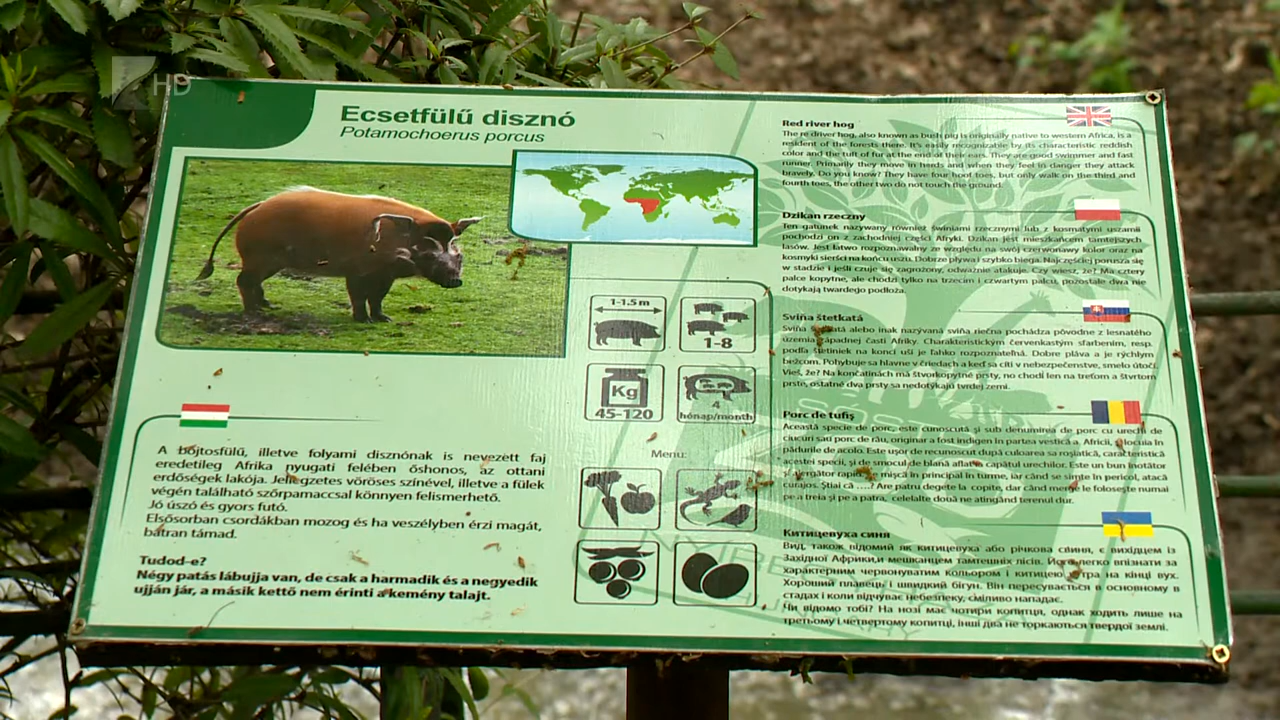 HD
Ecsetfülű disznó
Potamochoerus porcus
1-1.5 m
1-8
Kg
45-120
4
hónap/month
Menu:
A bojtosfülű, illetve folyami disznónak is nevezett faj
eredetileg Afrika nyugati felében őshonos, az ottani
erdőségek lakója. Jellegzetes vöröses színével, illetve a fülek
végén található szőrpamaccsal könnyen felismerhető.
Jó úszó és gyors futó.
Elsősorban csordákban mozog és ha veszélyben érzi magát,
bátran támad.
Tudod-e?
Négy patás lábujja van, de csak a harmadik és a negyedik
ujján jár, a másik kettő nem érinti a kemény talajt.
Red river hog
The re driver hog, also known as bush pig is originally native to western Africa, is a
resident of the forests there. It's easily recognizable by its characteristic reddish
color and the tuft of fur at the end of their ears. They are good swimmer and fast
runner. Primarily they move in herds and when they feel in danger they attack
bravely. Do you know? They have four hoof toes, but only walk on the third and
fourth toes, the other two do not touch the ground.
Dzikan rzeczny
Ten gatunek nazywany również świniami rzecznymi lub z kosmatymi uszami
pochodzi on z zachodniej części Afryki. Dzikan jest mieszkańcem tamtejszych
lasów. Jest łatwo rozpoznawalny ze względu na swój czerwonawy kolor oraz na
kosmyki sierści na końcu uszu. Dobrze pływa i szybko biega. Najczęściej porusza się
w stadzie i jeśli czuje się zagrożony, odważnie atakuje. Czy wiesz, że? Ma cztery
palce kopytne, ale chodzi tylko na trzecim i czwartym palcu, pozostałe dwa nie
dotykają twardego podłoża.
Sviňa štetkatá
Sviňa alebo inak nazývaná sviňa riečna pochádza pôvodne z lesnatého
územia západnej časti Afriky. Charakteristickým červenkastým sfarbením, resp.
podľa štetiniek na konci uší je ľahko rozpoznateľná. Dobre pláva a je rýchlym
bežcom. Pohybuje sa hlavne v čriedach a keď sa cíti v nebezpečenstve, smelo útočí.
Vieš, že? Na končatinách má štvorkopytné prsty, no chodí len na treťom a štvrtom
prste, ostatné dva prsty sa nedotýkajú tvrdej zemi.
Porc de tufiş
Această specie de porc, este cunoscută şi sub denumirea de porc cu urechi de
ciucuri sau porc de râu, originar a fost indigen în partea vestică a Africii, locuia în
pădurile de acolo. Este uşor de recunoscut după culoarea sa roşiatică, caracteristică
acestei specii, şi de smocul de blană aflat capătul urechilor. Este un bun înotător
şi alergător rapid mişcă în principal în turme, iar când se simte în pericol, atacă
curajos. Ştiai că ....? Are patru degete la copite, dar când merge le foloseşte numai
pe a treia şi pe a patra, celelalte două ne atingând terenul dur.
Китицевуха синя
Вид, також відомий як китицевуха або річкова свиня, є вихідцем із
Західної Африки и мешканцем тамтешніх лісів. Його легко впізнати за
характерним червонуватим кольором і китицею на кінці вух.
Хороший плавець і швидкий бігун. Він пересувається в основному в
стадах і коли відчуває небезпеку, сміливо нападає.
Чи відомо тобі? На нозі має чотири копитця, однак ходить лише на
третьому і четвертому копитці, інші два не торкаються твердої землі.